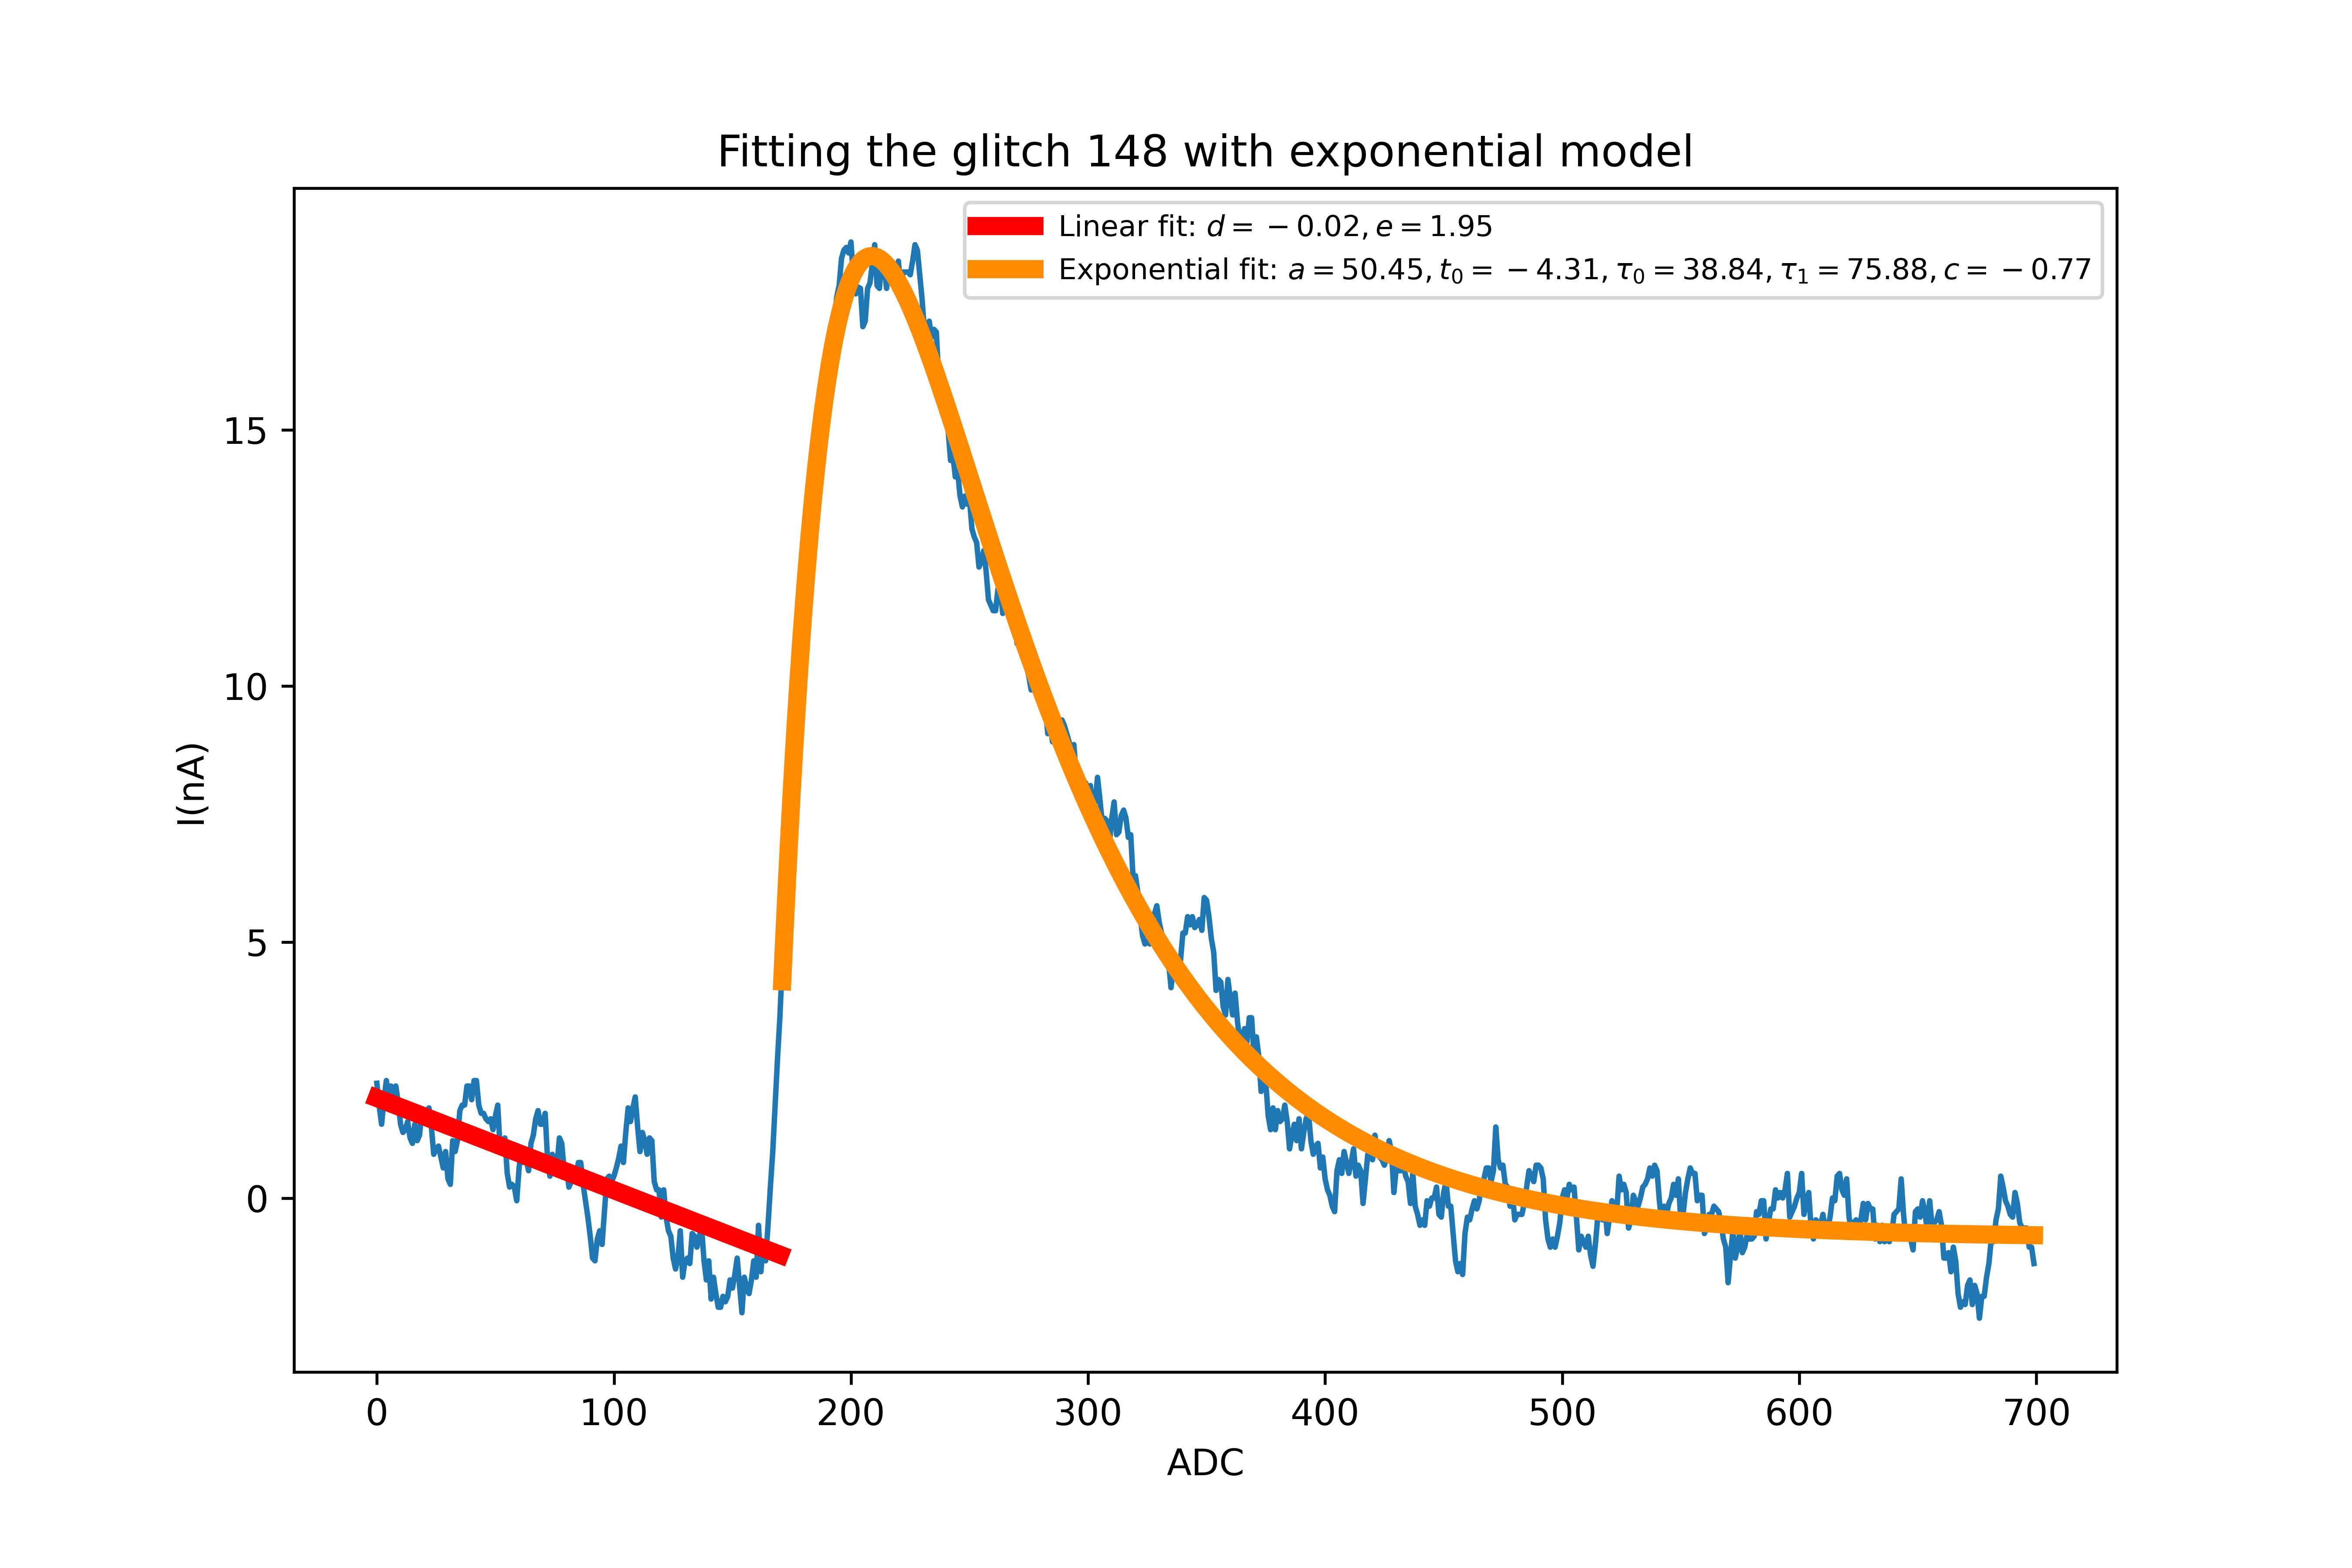 Fitting the glitch 148 with exponential model
Linear fit: d = −0.02, e = 1.95
Exponential fit: a = 50.45, t₀ = −4.31, τ₀ = 38.84, τ₁ = 75.88, c = −0.77
15
10
5
0
I(nA)
0 100 200 300 400 500 600 700
ADC